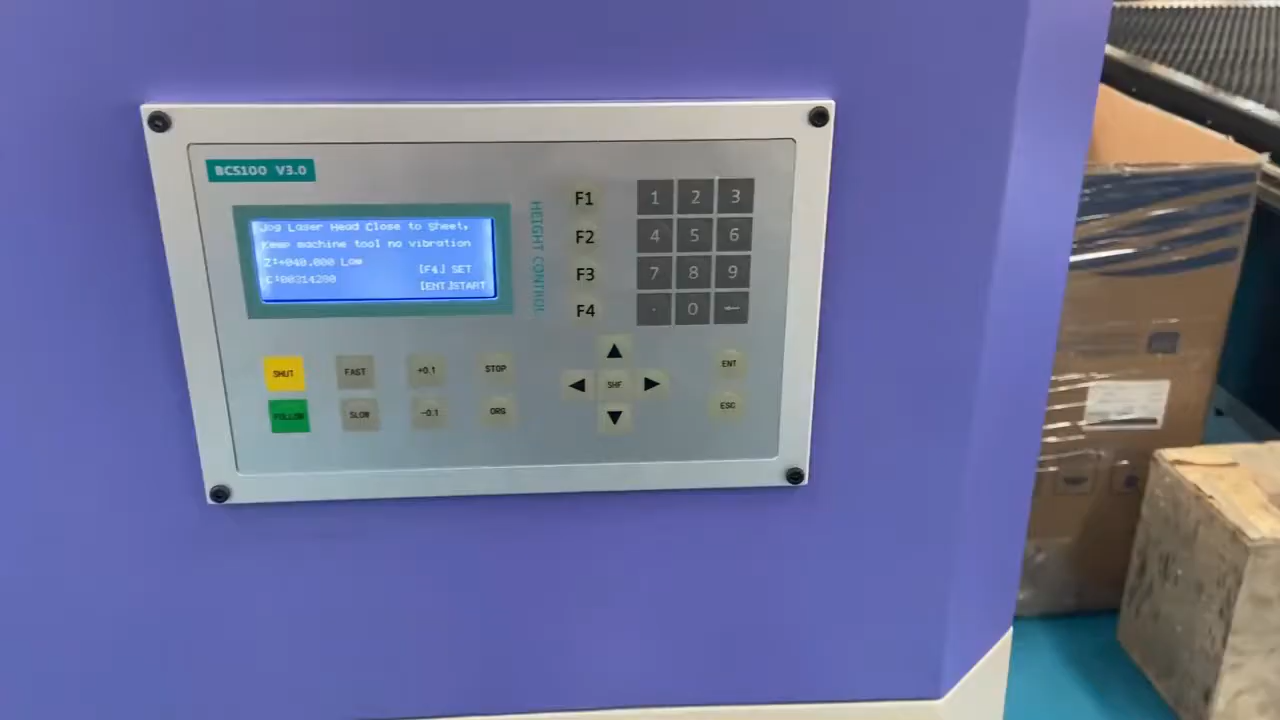 BCS100 V3.0
Jog Laser Head Close to Sheet,
Keep machine tool no vibration
Z:+040.000 Low
[F4] SET
C:00314280
[ENT]START
HEIGHT CONTROL
F1
F2
F3
F4
1 2 3
4 5 6
7 8 9
. 0 ←
SHUT FAST +0.1 STOP
FOLLOW SLOW -0.1 ORG
▲
◀ SHF ▶
▼
ENT
ESC